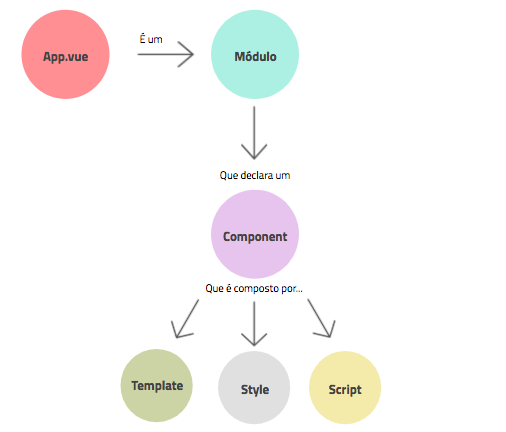 App.vue
É um
Módulo
Que declara um
Component
Que é composto por...
Template
Style
Script